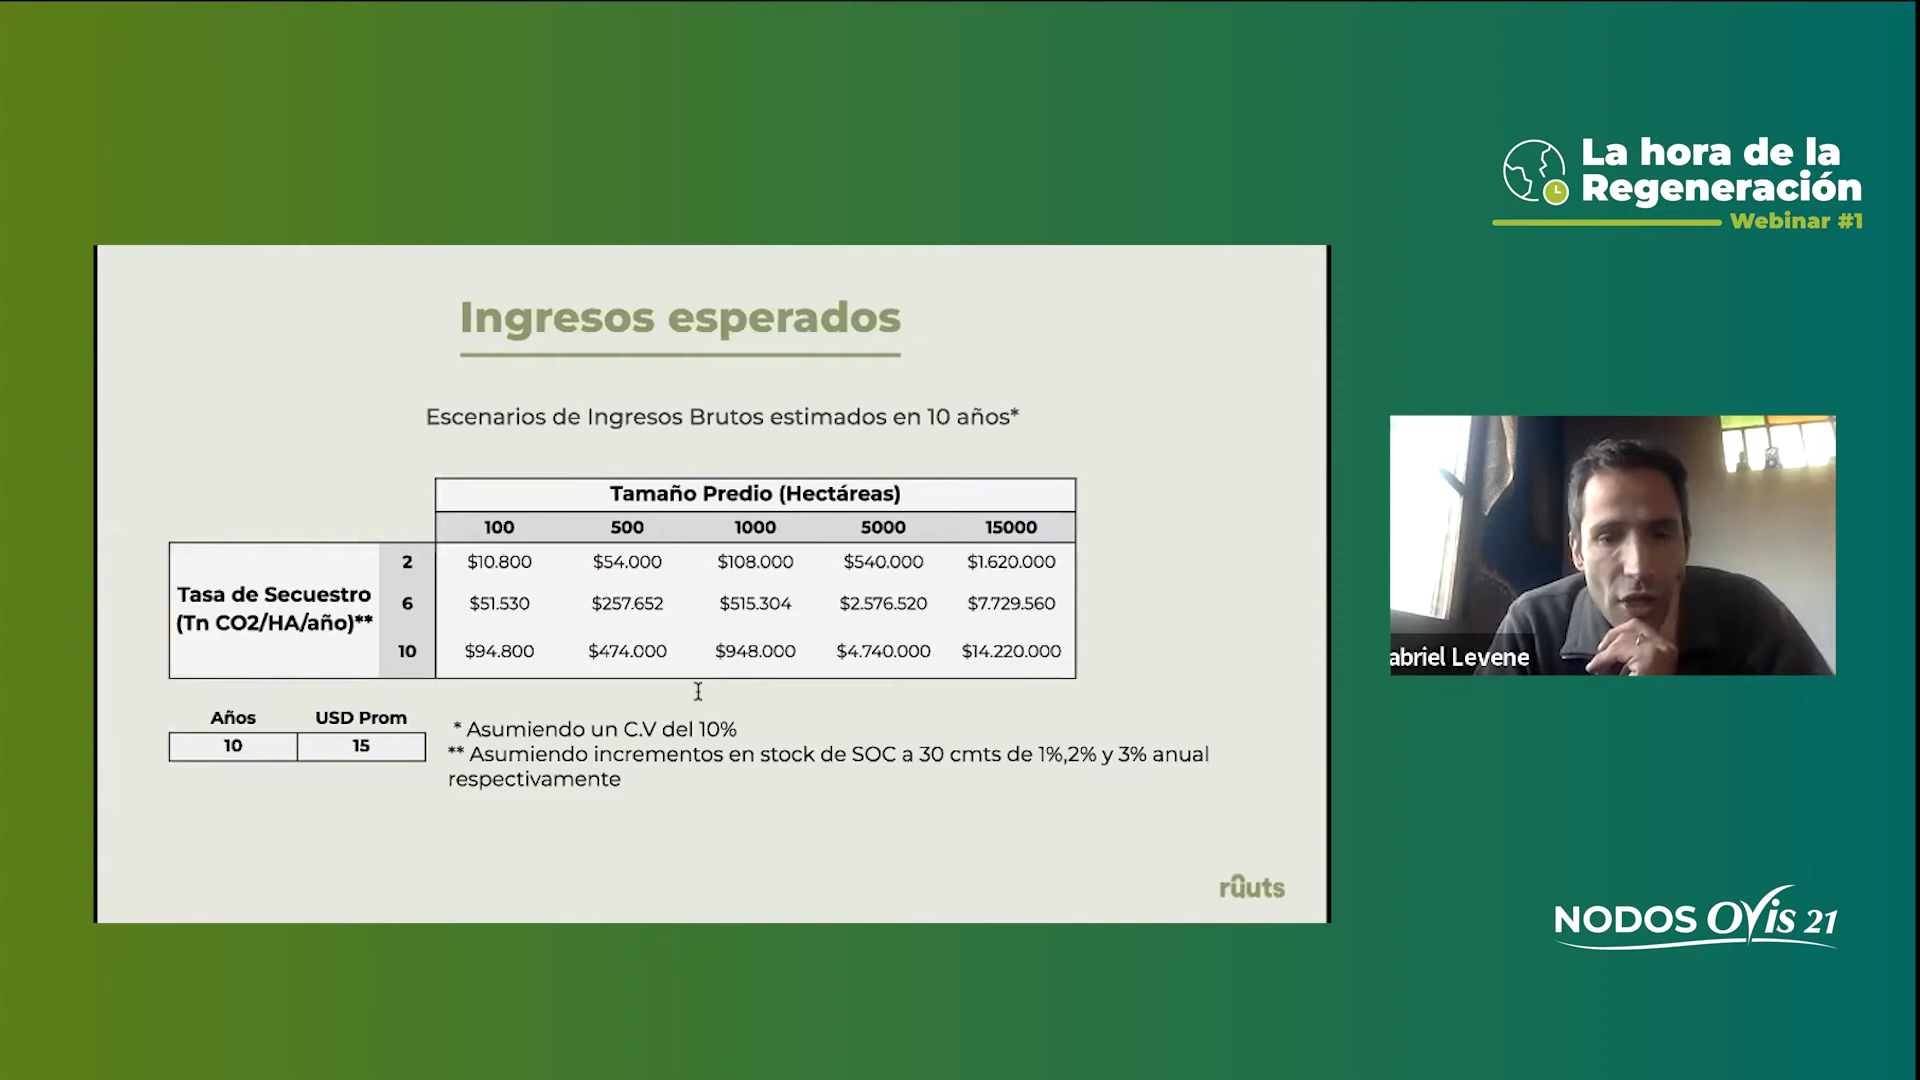 La hora de la
Regeneración
Webinar #1
Ingresos esperados
Escenarios de Ingresos Brutos estimados en 10 años*
Tamaño Predio (Hectáreas)
100 500 1000 5000 15000
Tasa de Secuestro
(Tn CO2/HA/año)**
2 $10.800 $54.000 $108.000 $540.000 $1.620.000
6 $51.530 $257.652 $515.304 $2.576.520 $7.729.560
10 $94.800 $474.000 $948.000 $4.740.000 $14.220.000
Años USD Prom
10 15
* Asumiendo un C.V del 10%
** Asumiendo incrementos en stock de SOC a 30 cmts de 1%,2% y 3% anual
respectivamente
rûuts
abriel Levene
NODOS Ovis 21